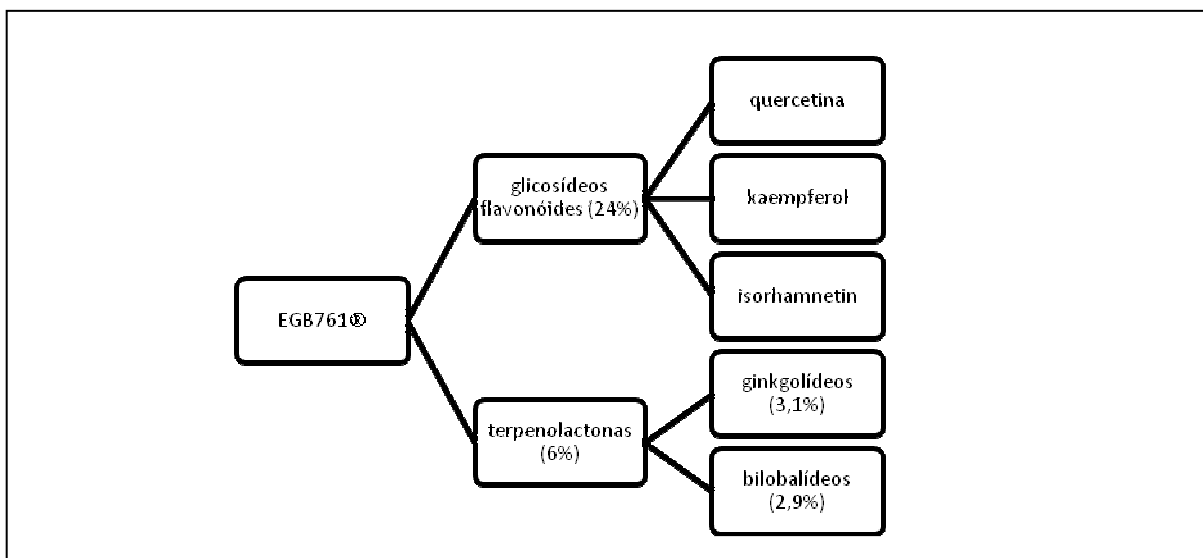 quercetina
glicosídeos
flavonóides (24%)
kaempferol
isorhamnetin
EGB761®
ginkgolídeos
(3,1%)
terpenolactonas
(6%)
bilobalídeos
(2,9%)